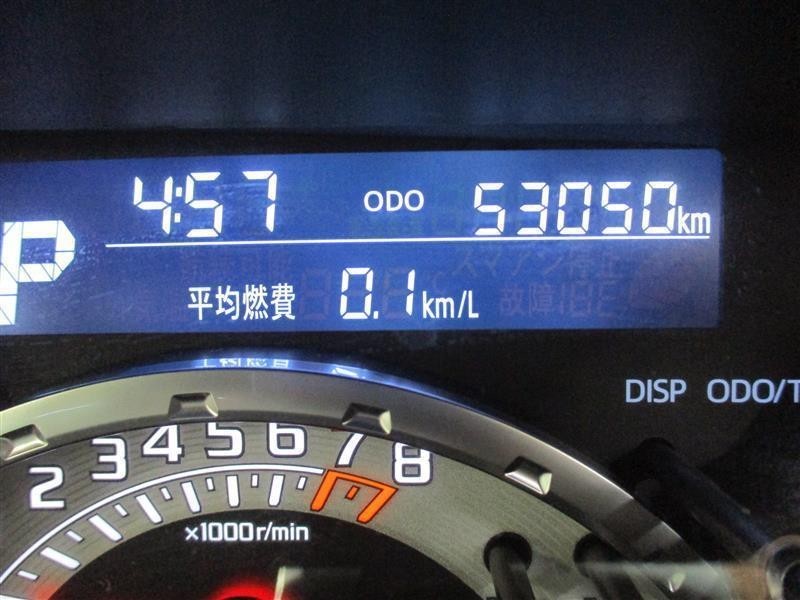 4:57 ODO 53050km
P
平均燃費 0.1km/L
DISP ODO/T
2 3 4 5 6 7 8
×1000r/min